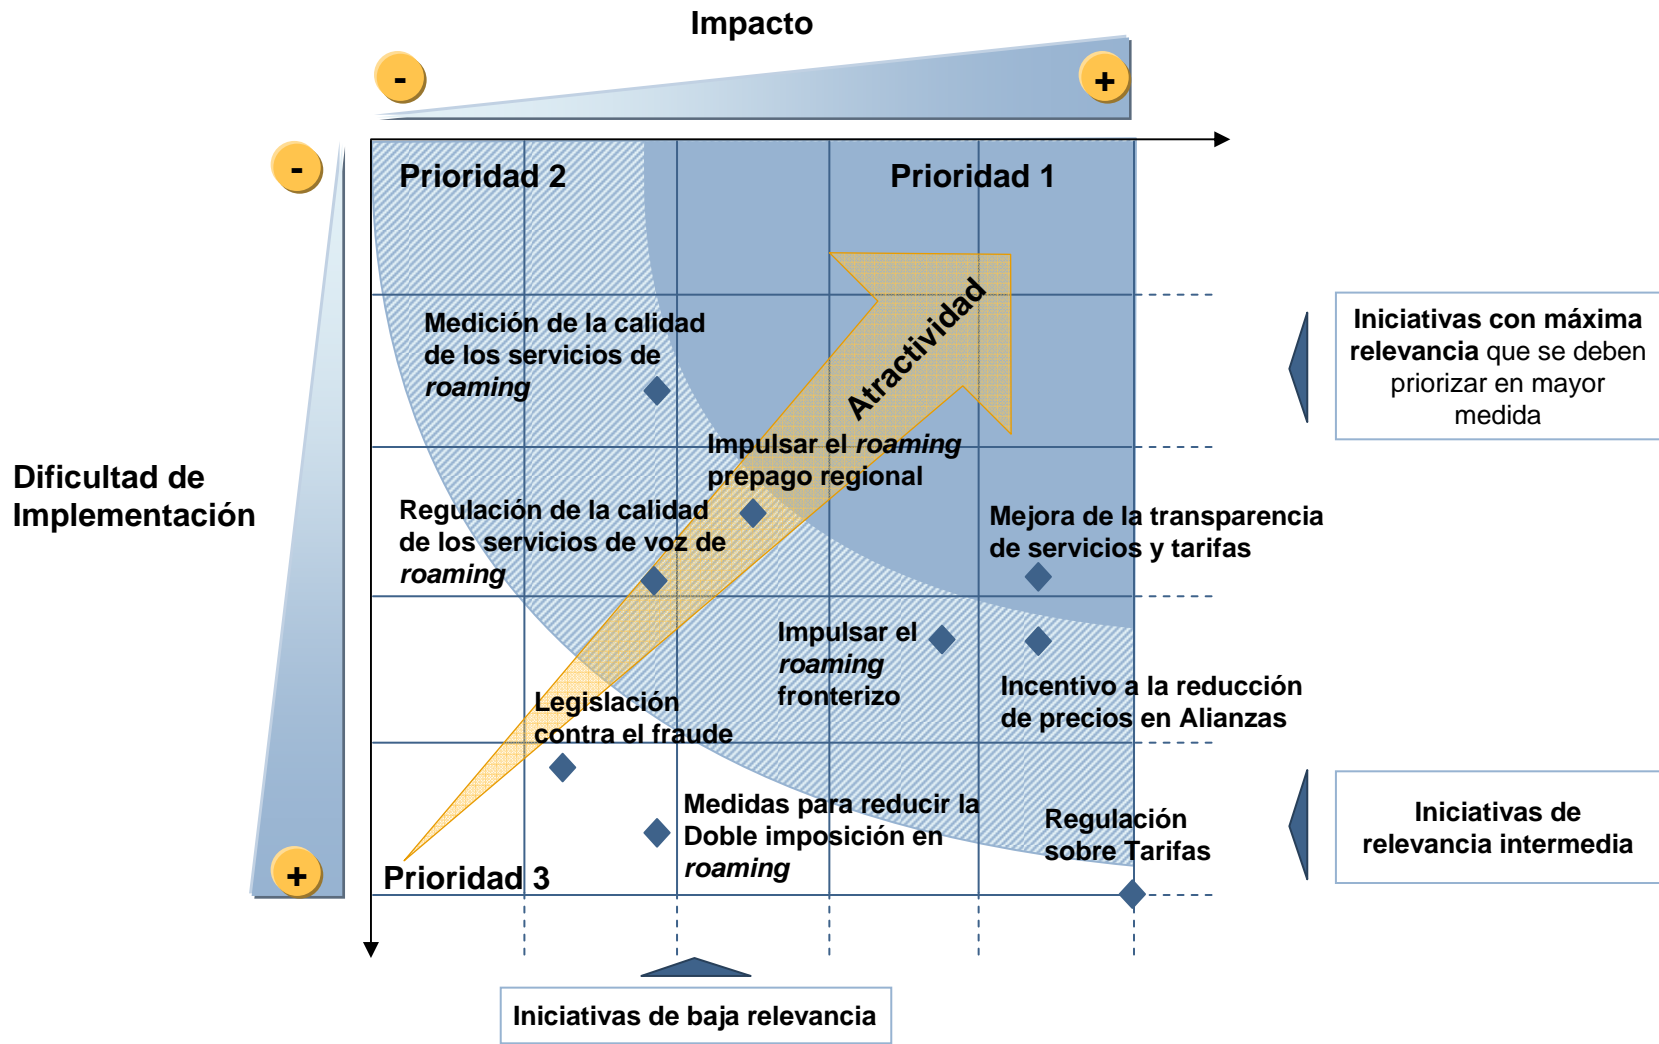 Impacto
-
+
-
Prioridad 2
Prioridad 1
Atractividad
Medición de la calidad
de los servicios de
roaming
Iniciativas con máxima
relevancia que se deben
priorizar en mayor
medida
Impulsar el roaming
prepago regional
Dificultad de
Implementación
Regulación de la calidad
de los servicios de voz de
roaming
Mejora de la transparencia
de servicios y tarifas
Impulsar el
roaming
fronterizo
Incentivo a la reducción
de precios en Alianzas
Legislación
contra el fraude
Medidas para reducir la
Doble imposición en
roaming
Regulación
sobre Tarifas
Iniciativas de
relevancia intermedia
+
Prioridad 3
Iniciativas de baja relevancia